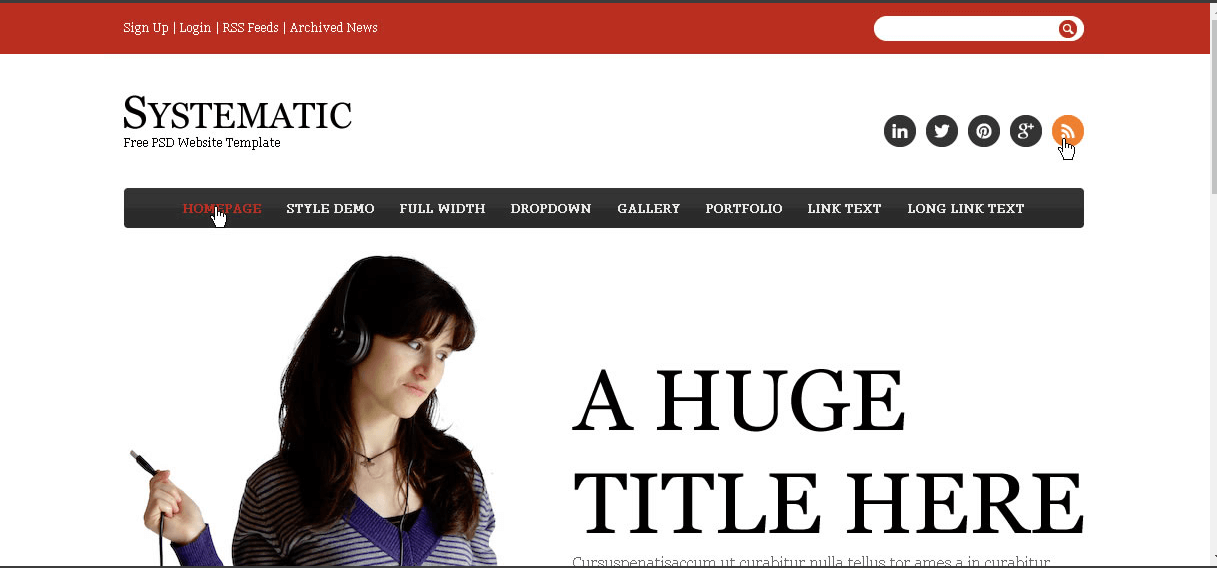 Sign Up | Login | RSS Feeds | Archived News
SYSTEMATIC
Free PSD Website Template
in g+
HOMEPAGE STYLE DEMO FULL WIDTH DROPDOWN GALLERY PORTFOLIO LINK TEXT LONG LINK TEXT
A HUGE
TITLE HERE
Cursuspenatisaccum ut curabitur nulla tellus tor ames a in curabitur